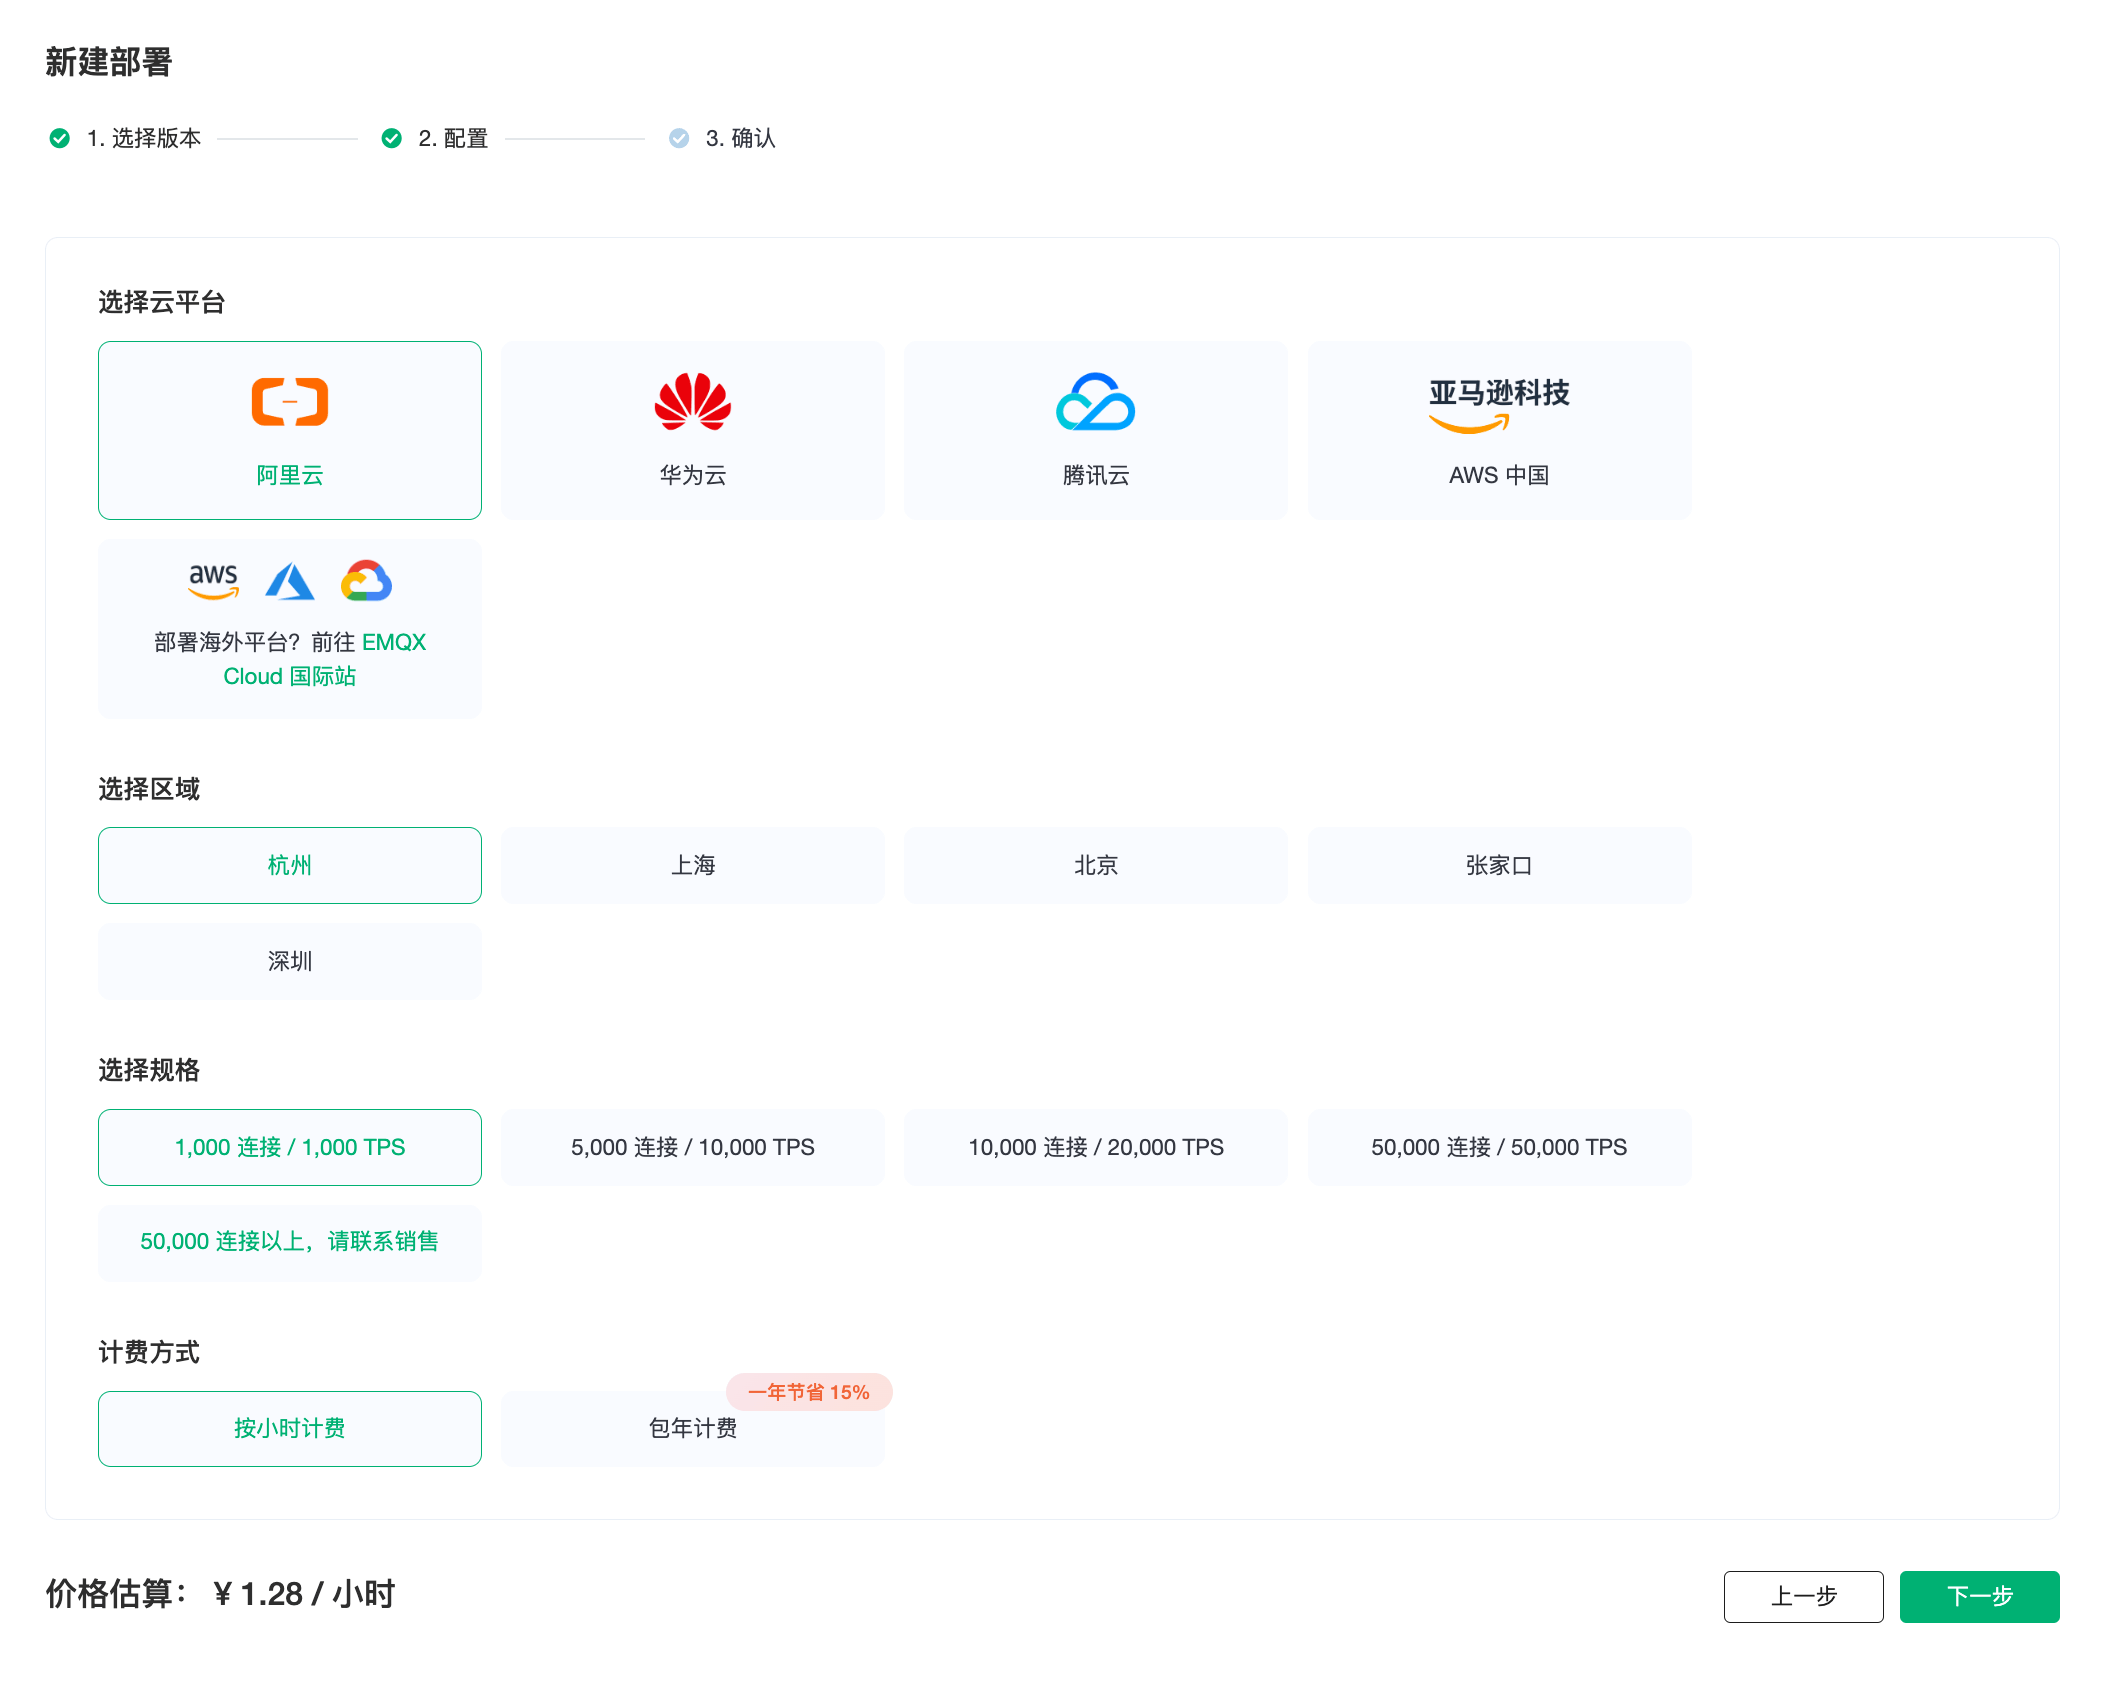 新建部署
1. 选择版本
2. 配置
3. 确认
选择云平台
阿里云
华为云
腾讯云
亚马逊科技
AWS 中国
aws
部署海外平台？前往 EMQX
Cloud 国际站
选择区域
杭州
上海
北京
张家口
深圳
选择规格
1,000 连接 / 1,000 TPS
5,000 连接 / 10,000 TPS
10,000 连接 / 20,000 TPS
50,000 连接 / 50,000 TPS
50,000 连接以上，请联系销售
计费方式
按小时计费
一年节省 15%
包年计费
价格估算： ¥ 1.28 / 小时
上一步
下一步